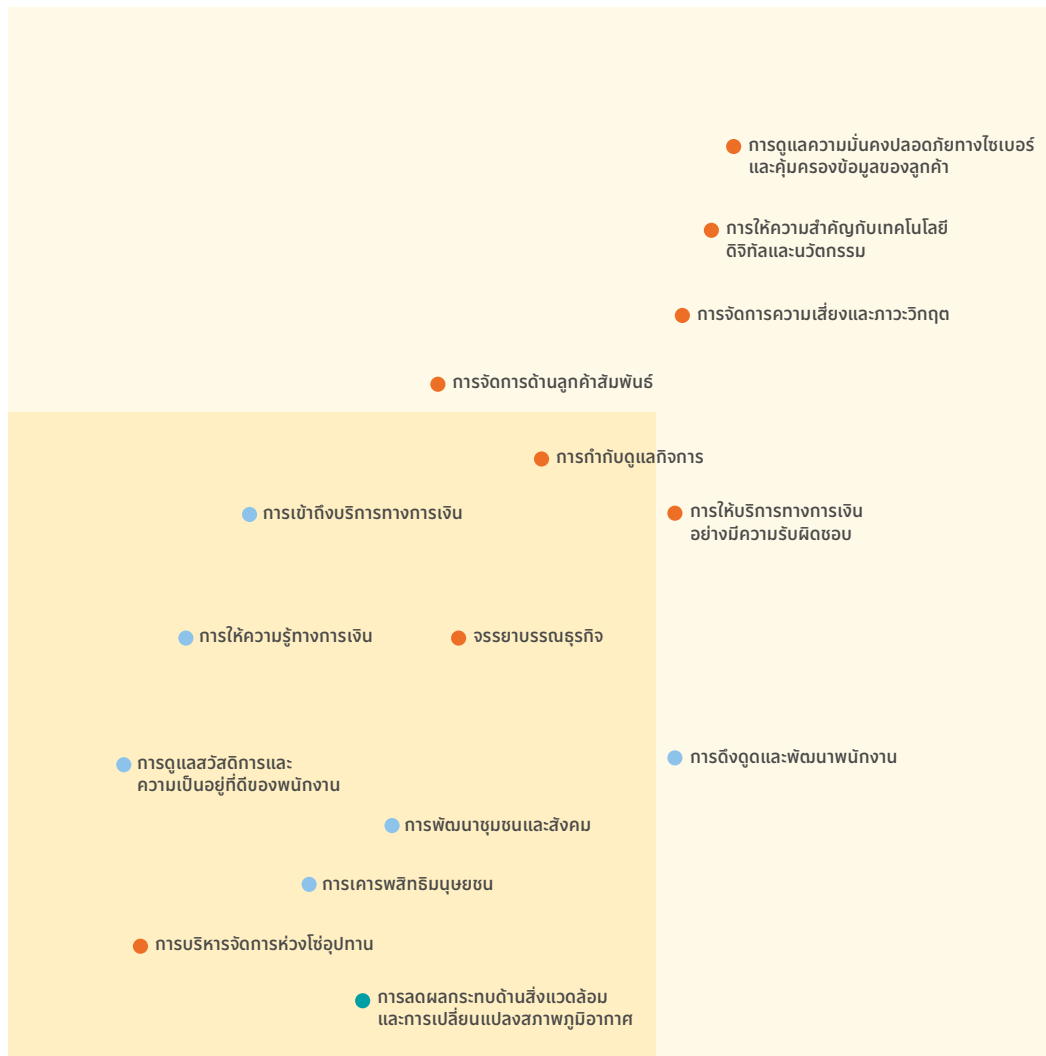 การดูแลความมั่นคงปลอดภัยทางไซเบอร์
และคุ้มครองข้อมูลของลูกค้า
การให้ความสำคัญกับเทคโนโลยี
ดิจิทัลและนวัตกรรม
การจัดการความเสี่ยงและภาวะวิกฤต
การจัดการด้านลูกค้าสัมพันธ์
การกำกับดูแลกิจการ
การเข้าถึงบริการทางการเงิน
การให้บริการทางการเงิน
อย่างมีความรับผิดชอบ
การให้ความรู้ทางการเงิน
จรรยาบรรณธุรกิจ
การดูแลสวัสดิการและ
ความเป็นอยู่ที่ดีของพนักงาน
การดึงดูดและพัฒนาพนักงาน
การพัฒนาชุมชนและสังคม
การเคารพสิทธิมนุษยชน
การบริหารจัดการห่วงโซ่อุปทาน
การลดผลกระทบด้านสิ่งแวดล้อม
และการเปลี่ยนแปลงสภาพภูมิอากาศ